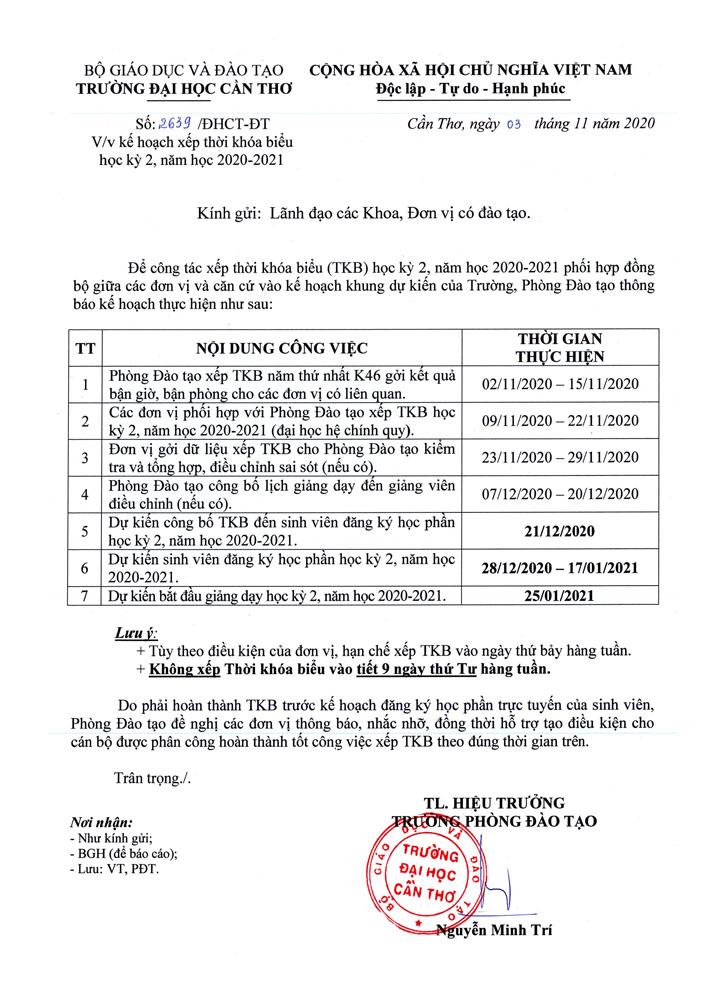 BỘ GIÁO DỤC VÀ ĐÀO TẠO
TRƯỜNG ĐẠI HỌC CẦN THƠ
CỘNG HÒA XÃ HỘI CHỦ NGHĨA VIỆT NAM
Độc lập - Tự do - Hạnh phúc
Số: 2639 /ĐHCT-ĐT
V/v kế hoạch xếp thời khóa biểu
học kỳ 2, năm học 2020-2021
Cần Thơ, ngày 03 tháng 11 năm 2020
Kính gửi: Lãnh đạo các Khoa, Đơn vị có đào tạo.
Để công tác xếp thời khóa biểu (TKB) học kỳ 2, năm học 2020-2021 phối hợp đồng
bộ giữa các đơn vị và căn cứ vào kế hoạch khung dự kiến của Trường, Phòng Đào tạo thông
báo kế hoạch thực hiện như sau:
TT
NỘI DUNG CÔNG VIỆC
THỜI GIAN
THỰC HIỆN
1
Phòng Đào tạo xếp TKB năm thứ nhất K46 gởi kết quả
bận giờ, bận phòng cho các đơn vị có liên quan.
02/11/2020 – 15/11/2020
2
Các đơn vị phối hợp với Phòng Đào tạo xếp TKB học
kỳ 2, năm học 2020-2021 (đại học hệ chính quy).
09/11/2020 – 22/11/2020
3
Đơn vị gởi dữ liệu xếp TKB cho Phòng Đào tạo kiểm
tra và tổng hợp, điều chỉnh sai sót (nếu có).
23/11/2020 – 29/11/2020
4
Phòng Đào tạo công bố lịch giảng dạy đến giảng viên
điều chỉnh (nếu có).
07/12/2020 – 20/12/2020
5
Dự kiến công bố TKB đến sinh viên đăng ký học phần
học kỳ 2, năm học 2020-2021.
21/12/2020
6
Dự kiến sinh viên đăng ký học phần học kỳ 2, năm học
2020-2021.
28/12/2020 – 17/01/2021
7
Dự kiến bắt đầu giảng dạy học kỳ 2, năm học 2020-2021.
25/01/2021
Lưu ý:
+ Tùy theo điều kiện của đơn vị, hạn chế xếp TKB vào ngày thứ bảy hàng tuần.
+ Không xếp Thời khóa biểu vào tiết 9 ngày thứ Tư hàng tuần.
Do phải hoàn thành TKB trước kế hoạch đăng ký học phần trực tuyến của sinh viên,
Phòng Đào tạo đề nghị các đơn vị thông báo, nhắc nhỡ, đồng thời hỗ trợ tạo điều kiện cho
cán bộ được phân công hoàn thành tốt công việc xếp TKB theo đúng thời gian trên.
Trân trọng./.
Nơi nhận:
- Như kính gửi;
- BGH (để báo cáo);
- Lưu: VT, PĐT.
TL. HIỆU TRƯỞNG
TRƯỞNG PHÒNG ĐÀO TẠO
BỘ GIÁO DỤC VÀ ĐÀO TẠO
TRƯỜNG
ĐẠI HỌC
CẦN THƠ
Nguyễn Minh Trí